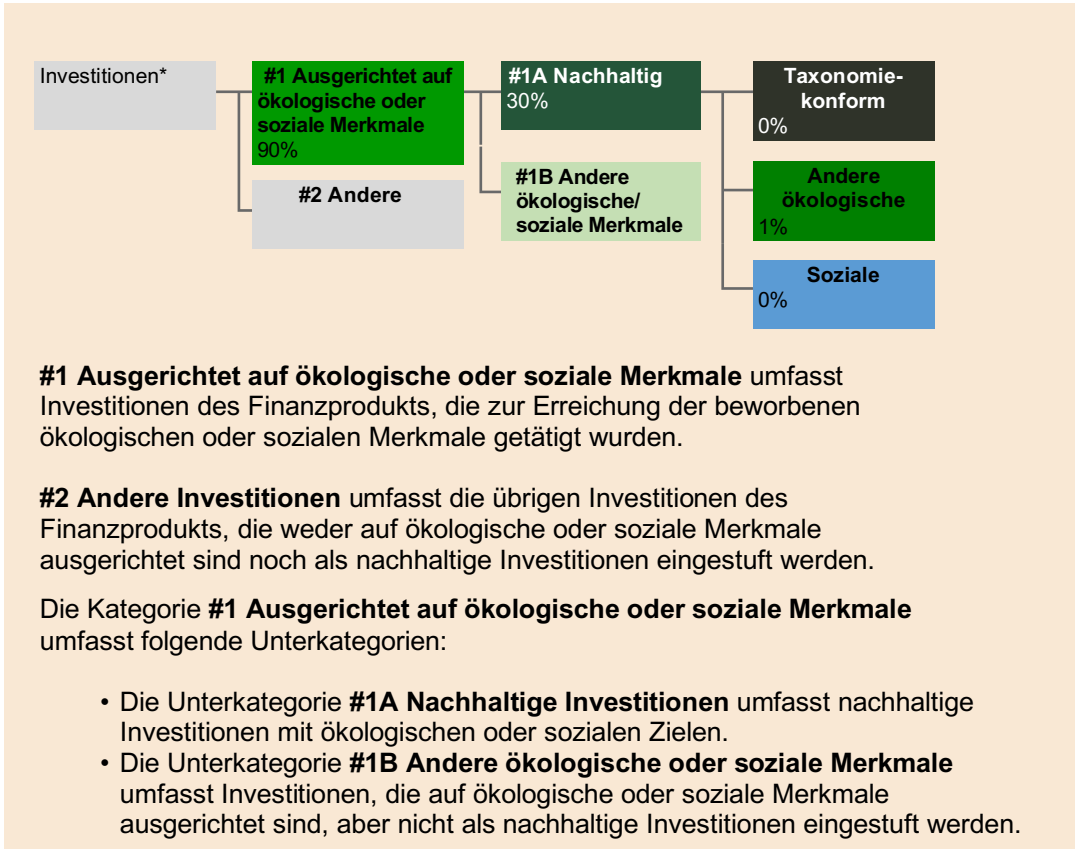 Investitionen*
#1 Ausgerichtet auf
ökologische oder
soziale Merkmale
90%
#2 Andere
#1A Nachhaltig
30%
#1B Andere
ökologische/
soziale Merkmale
Taxonomie-
konform
0%
Andere
ökologische
1%
Soziale
0%
#1 Ausgerichtet auf ökologische oder soziale Merkmale umfasst
Investitionen des Finanzprodukts, die zur Erreichung der beworbenen
ökologischen oder sozialen Merkmale getätigt wurden.
#2 Andere Investitionen umfasst die übrigen Investitionen des
Finanzprodukts, die weder auf ökologische oder soziale Merkmale
ausgerichtet sind noch als nachhaltige Investitionen eingestuft werden.
Die Kategorie #1 Ausgerichtet auf ökologische oder soziale Merkmale
umfasst folgende Unterkategorien:
• Die Unterkategorie #1A Nachhaltige Investitionen umfasst nachhaltige
Investitionen mit ökologischen oder sozialen Zielen.
• Die Unterkategorie #1B Andere ökologische oder soziale Merkmale
umfasst Investitionen, die auf ökologische oder soziale Merkmale
ausgerichtet sind, aber nicht als nachhaltige Investitionen eingestuft werden.